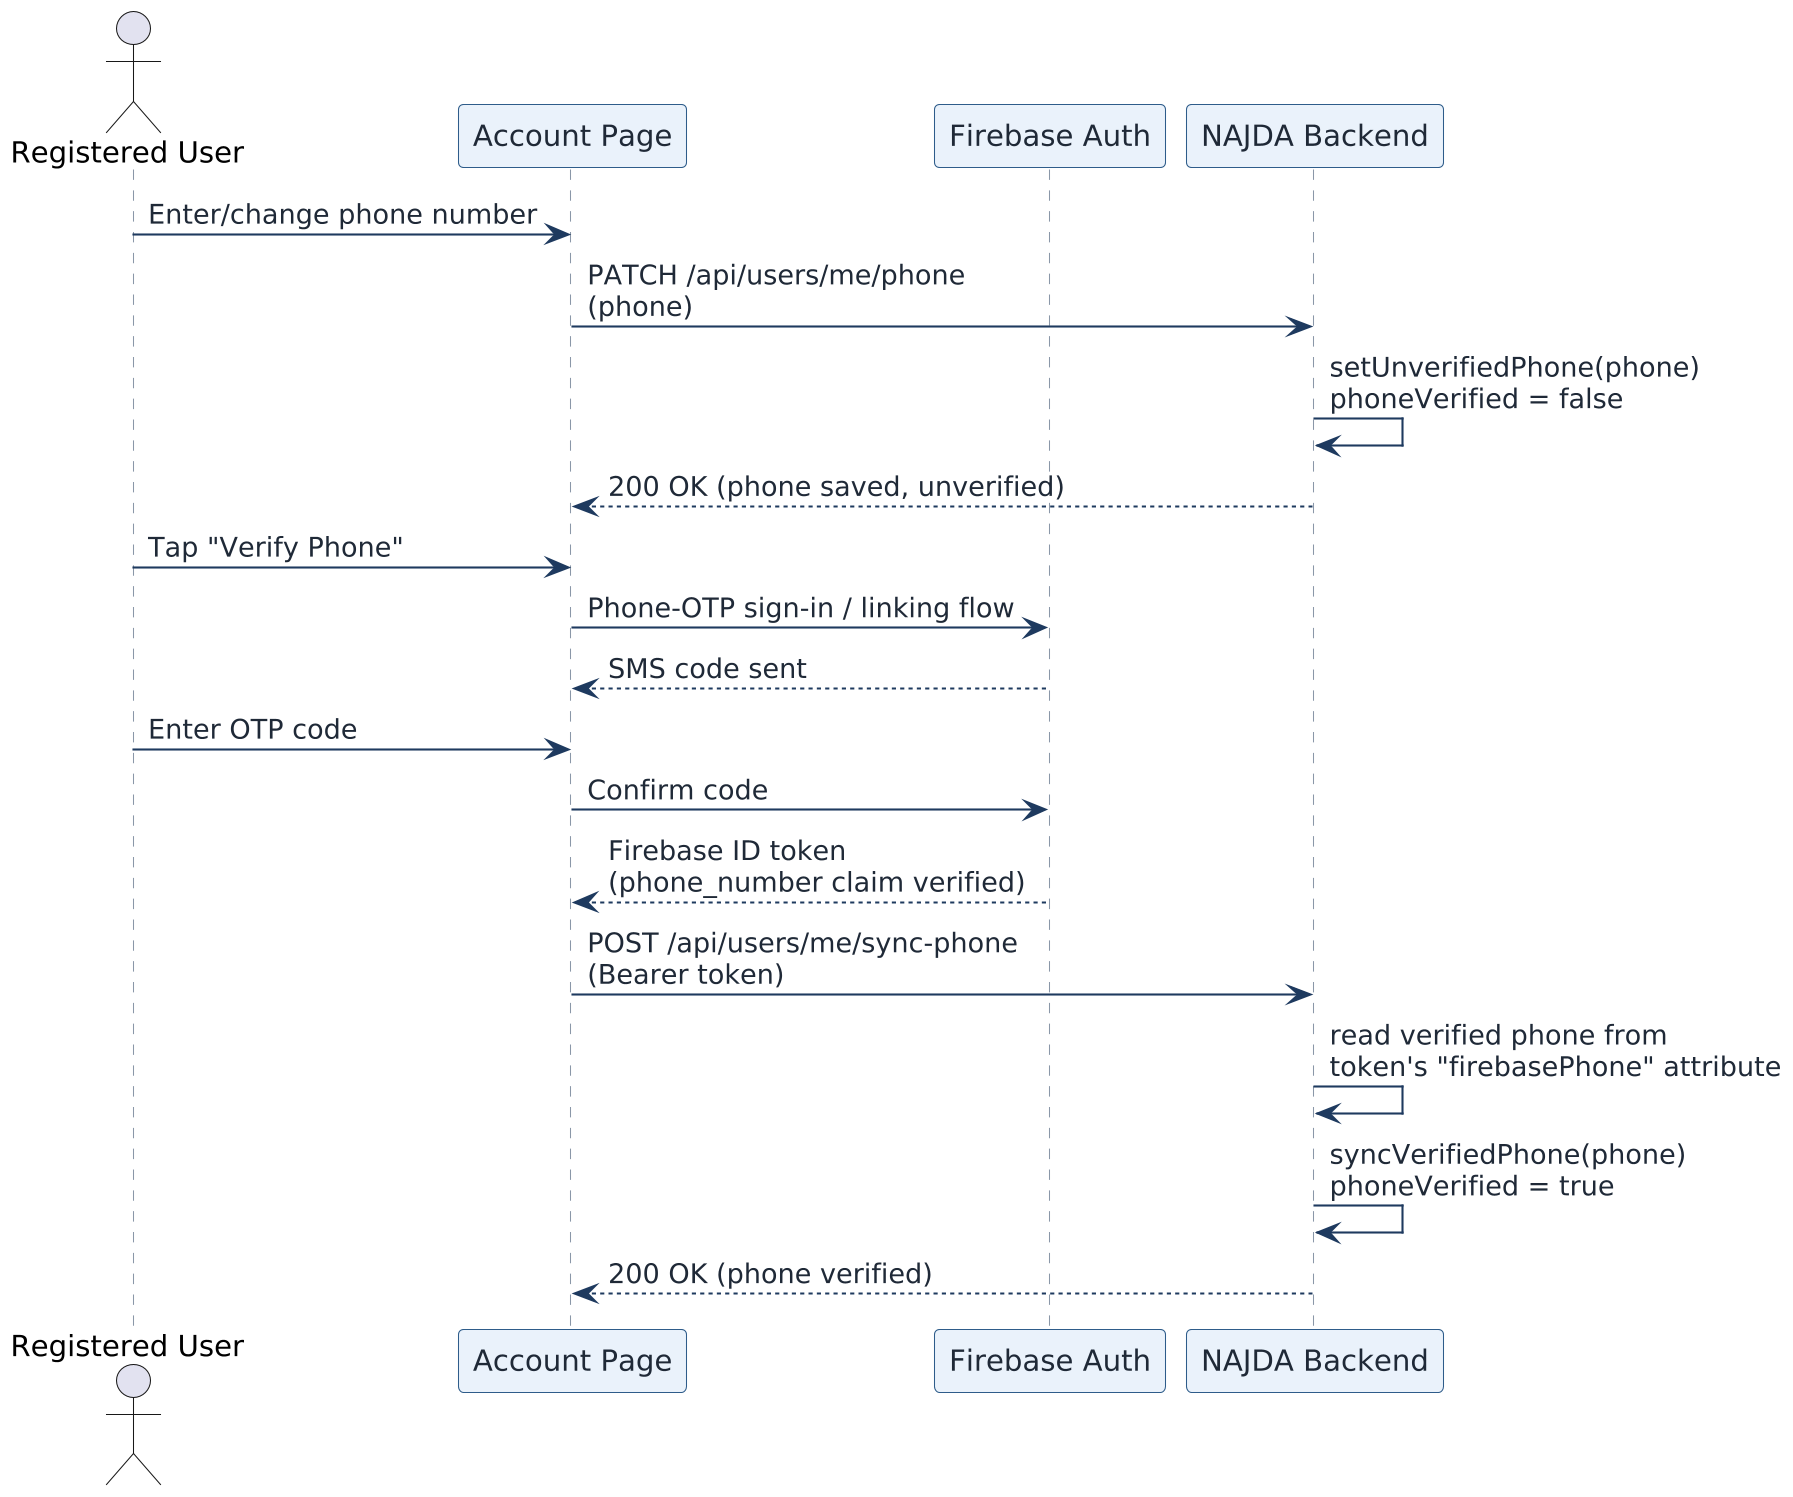 Registered User
Account Page
Firebase Auth
NAJDA Backend
Enter/change phone number
PATCH /api/users/me/phone
(phone)
setUnverifiedPhone(phone)
phoneVerified = false
200 OK (phone saved, unverified)
Tap "Verify Phone"
Phone-OTP sign-in / linking flow
SMS code sent
Enter OTP code
Confirm code
Firebase ID token
(phone_number claim verified)
POST /api/users/me/sync-phone
(Bearer token)
read verified phone from
token's "firebasePhone" attribute
syncVerifiedPhone(phone)
phoneVerified = true
200 OK (phone verified)
Registered User
Account Page
Firebase Auth
NAJDA Backend